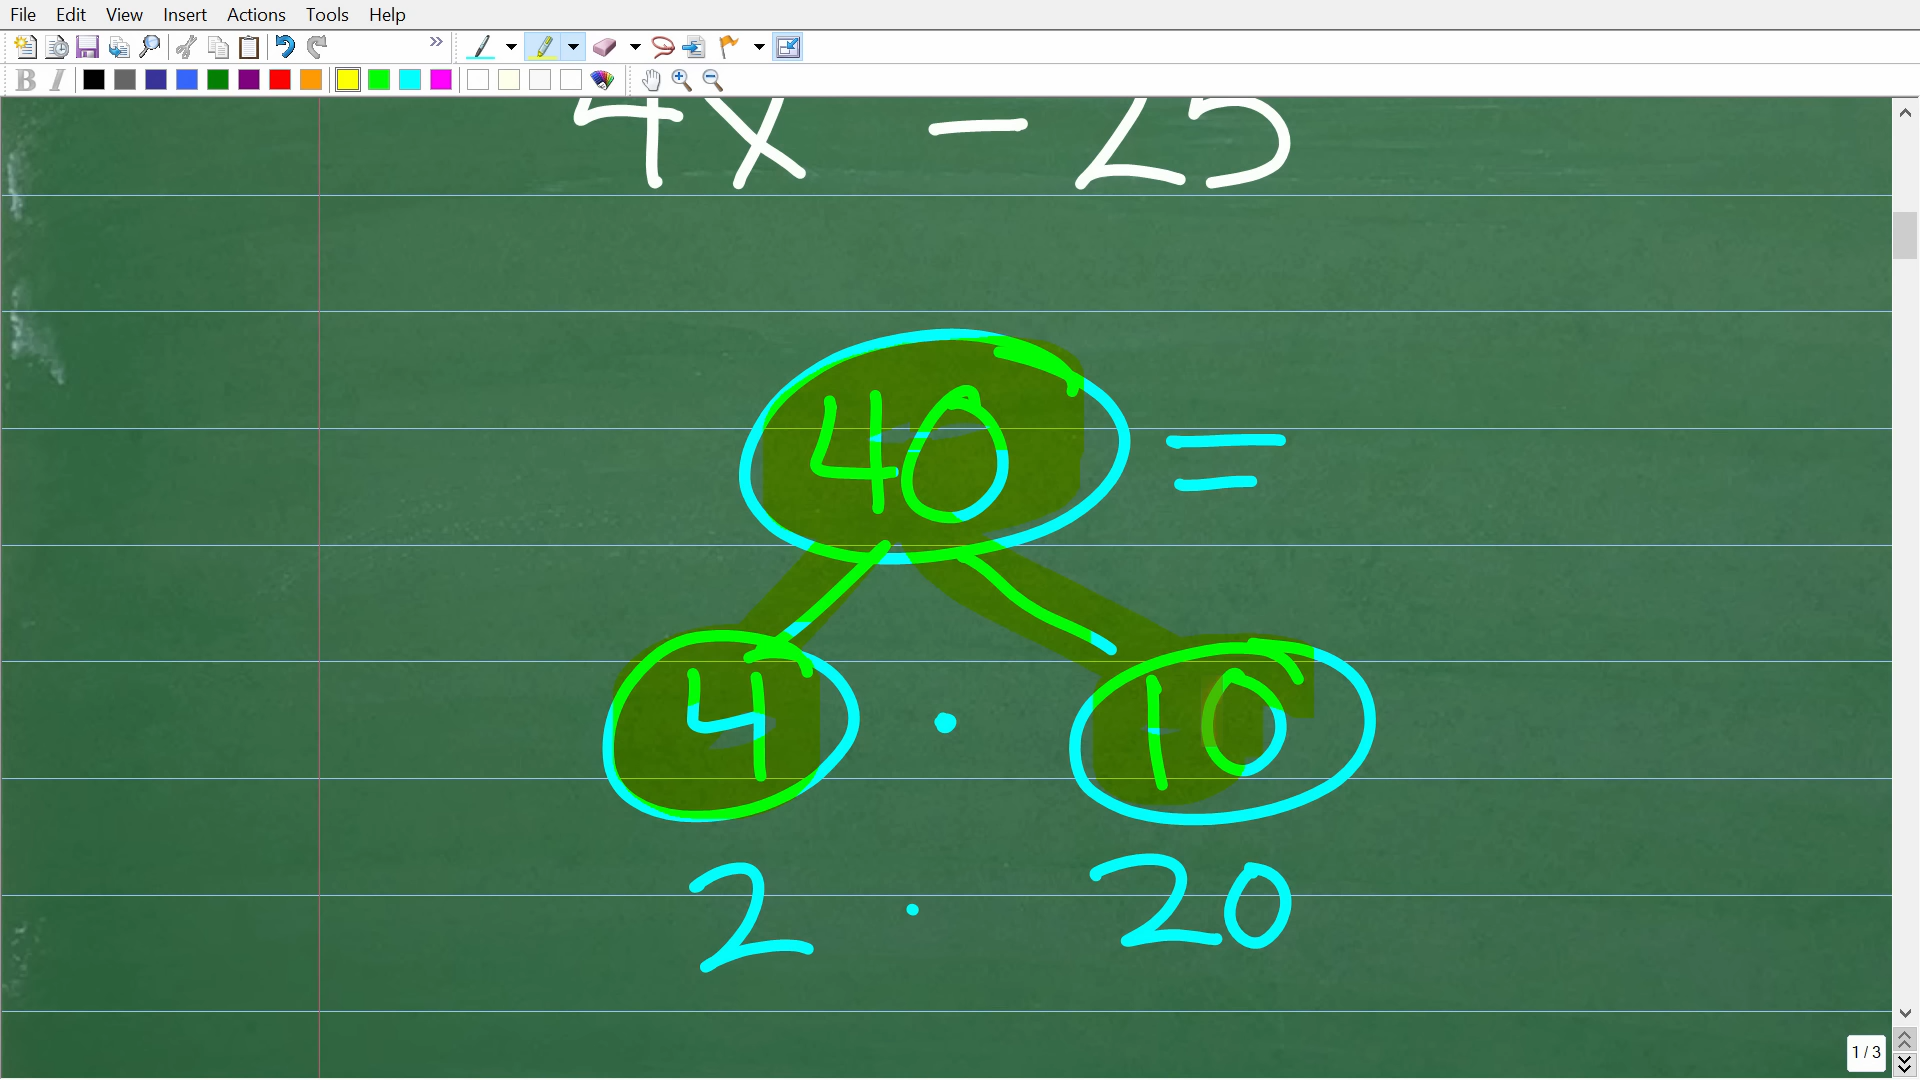 File Edit View Insert Actions Tools Help
B I
4x - 25
40 =
4 · 10
2 · 20
1 / 3